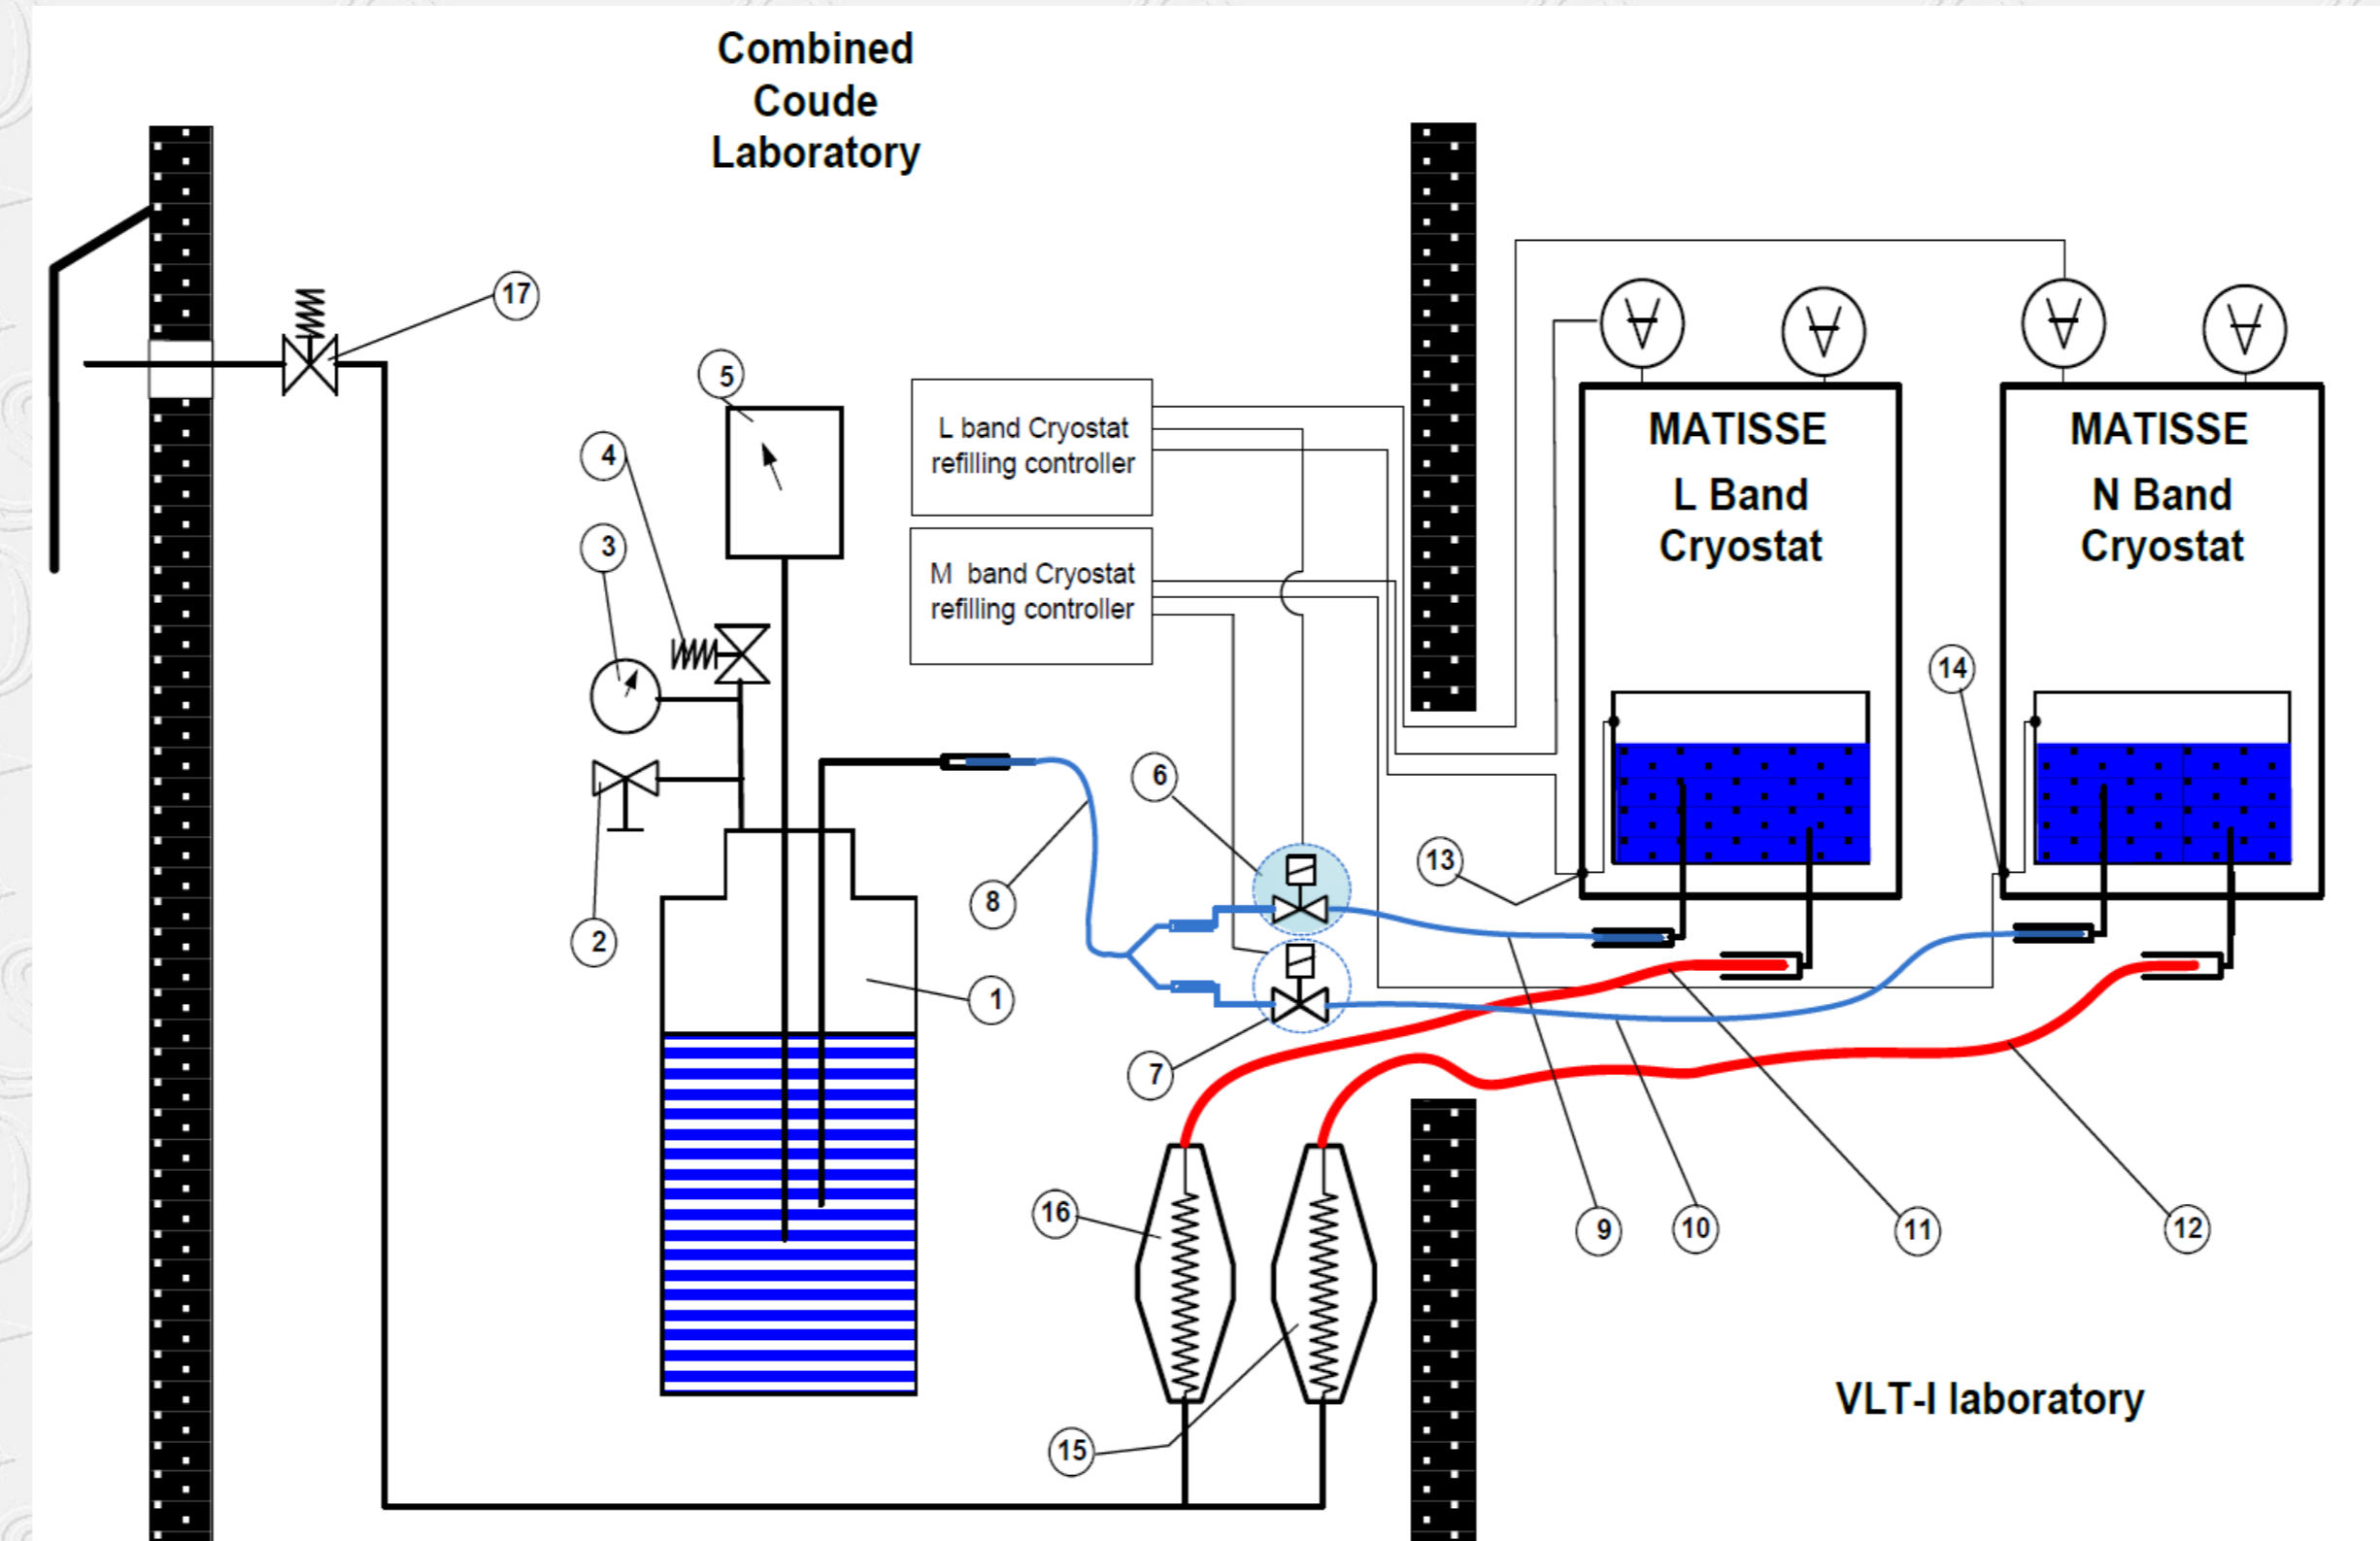 Combined
Coude
Laboratory
17
5
4
3
2
1
L band Cryostat
refilling controller
M band Cryostat
refilling controller
MATISSE
L Band
Cryostat
MATISSE
N Band
Cryostat
14
6
13
8
7
16
9
10
11
12
15
VLT-I laboratory